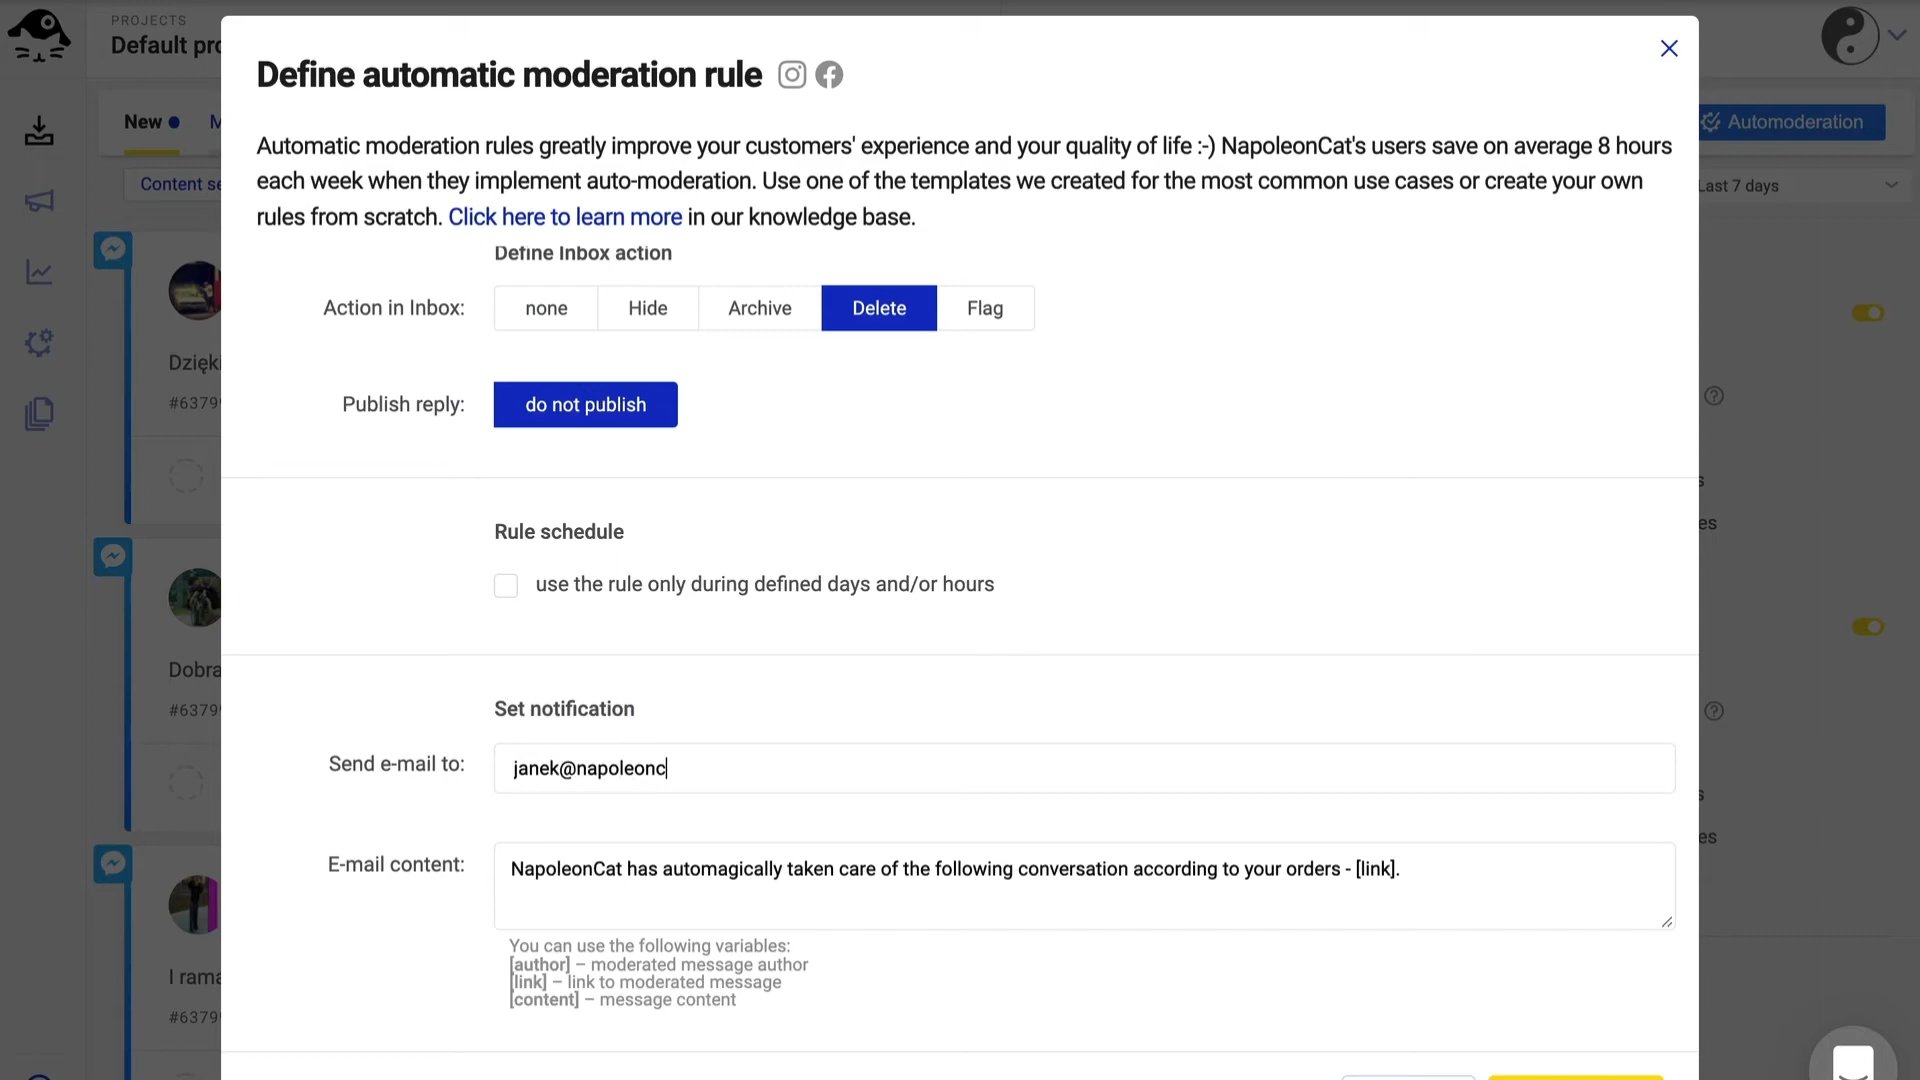 PROJECTS
Default pro
New
M
Content se
Automoderation
Last 7 days
Dzięki
#6379
Dobra
#6379
I rama
#6379
s
es
s
es
Define automatic moderation rule
Automatic moderation rules greatly improve your customers' experience and your quality of life :-) NapoleonCat's users save on average 8 hours
each week when they implement auto-moderation. Use one of the templates we created for the most common use cases or create your own
rules from scratch. Click here to learn more in our knowledge base.
Define Inbox action
Action in Inbox: none Hide Archive Delete Flag
Publish reply: do not publish
Rule schedule
use the rule only during defined days and/or hours
Set notification
Send e-mail to: janek@napoleonc
E-mail content: NapoleonCat has automagically taken care of the following conversation according to your orders - [link].
You can use the following variables:
[author] – moderated message author
[link] – link to moderated message
[content] – message content